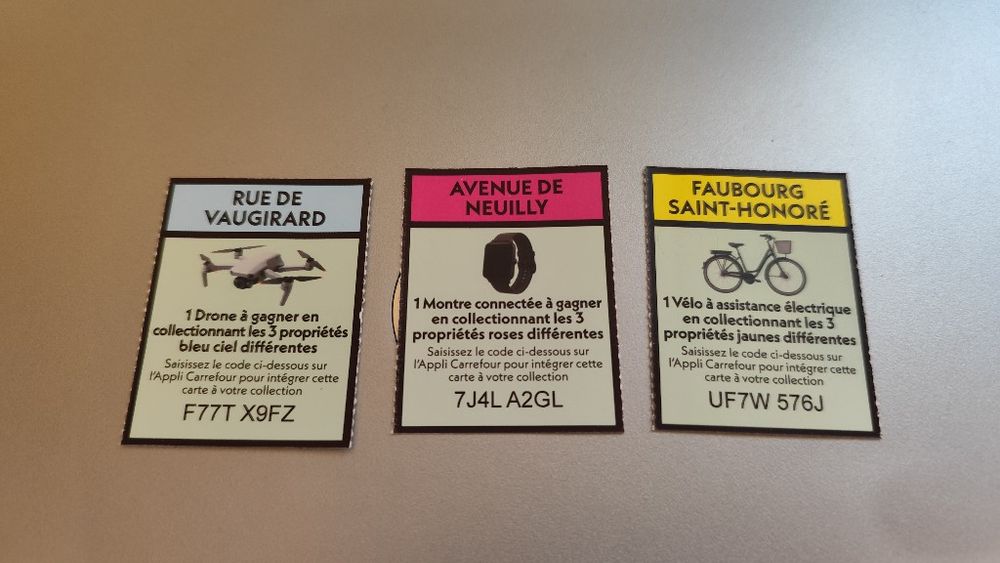 RUE DE
VAUGIRARD
1 Drone à gagner en
collectionnant les 3 propriétés
bleu ciel différentes
Saisissez le code ci-dessous sur
l'Appli Carrefour pour intégrer cette
carte à votre collection
F77T X9FZ
AVENUE DE
NEUILLY
1 Montre connectée à gagner
en collectionnant les 3
propriétés roses différentes
Saisissez le code ci-dessous sur
l'Appli Carrefour pour intégrer cette
carte à votre collection
7J4L A2GL
FAUBOURG
SAINT-HONORÉ
1 Vélo à assistance électrique
en collectionnant les 3
propriétés jaunes différentes
Saisissez le code ci-dessous sur
l'Appli Carrefour pour intégrer cette
carte à votre collection
UF7W 576J